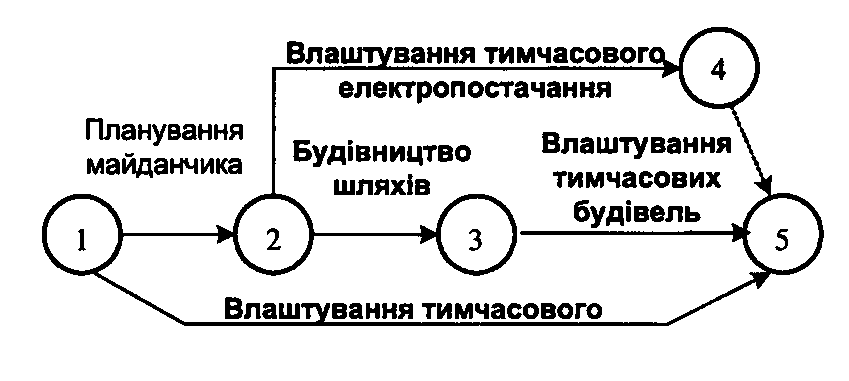 Влаштування тимчасового
4
електропостачання
Планування
майданчика
Будівництво
шляхів
Влаштування
тимчасових
будівель
1
2
3
5
Влаштування тимчасового